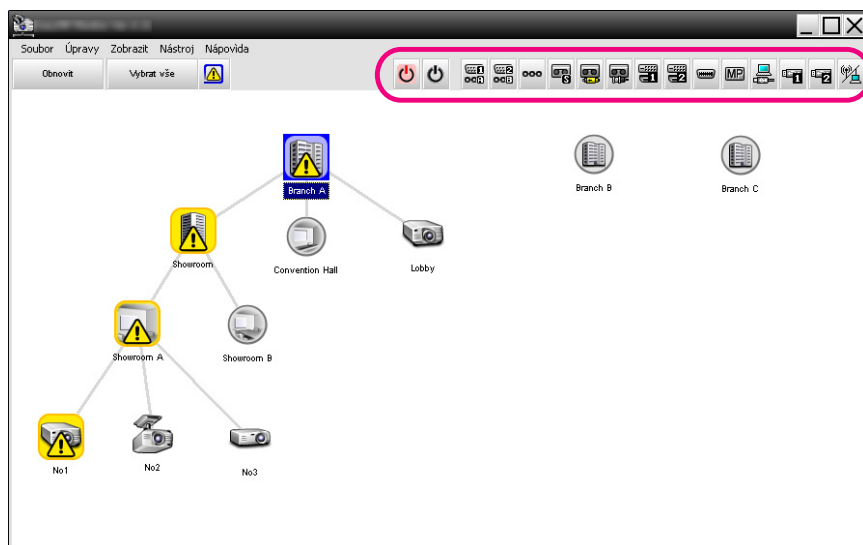 Soubor Úpravy Zobrazit Nástroj Nápovida
Obnovit Vybrat vše
MP
Branch A
Branch B
Branch C
Showroom
Convention Hall
Lobby
Showroom A
Showroom B
No1
No2
No3